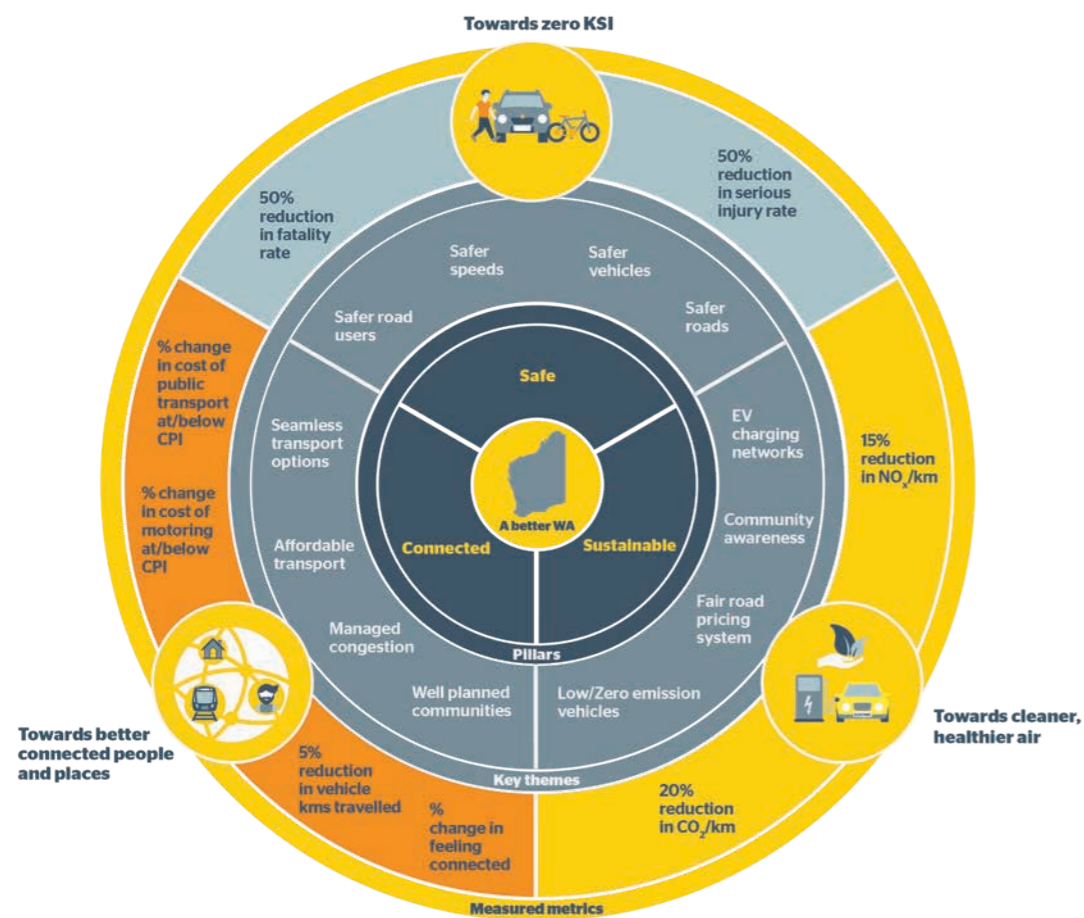 Towards zero KSI
50%
reduction
in fatality
rate
50%
reduction
in serious
injury rate
Safer
speeds
Safer
vehicles
Safer road
users
Safer
roads
Safe
% change
in cost of
public
transport
at/below
CPI
% change
in cost of
motoring
at/below
CPI
Seamless
transport
options
Affordable
transport
Managed
congestion
Well planned
communities
Connected
A better WA
Sustainable
Pillars
EV
charging
networks
Community
awareness
Fair road
pricing
system
Low/Zero emission
vehicles
Key themes
15%
reduction
in NOₓ/km
20%
reduction
in CO₂/km
Towards better
connected people
and places
Towards cleaner,
healthier air
5%
reduction
in vehicle
kms travelled
%
change in
feeling
connected
Measured metrics